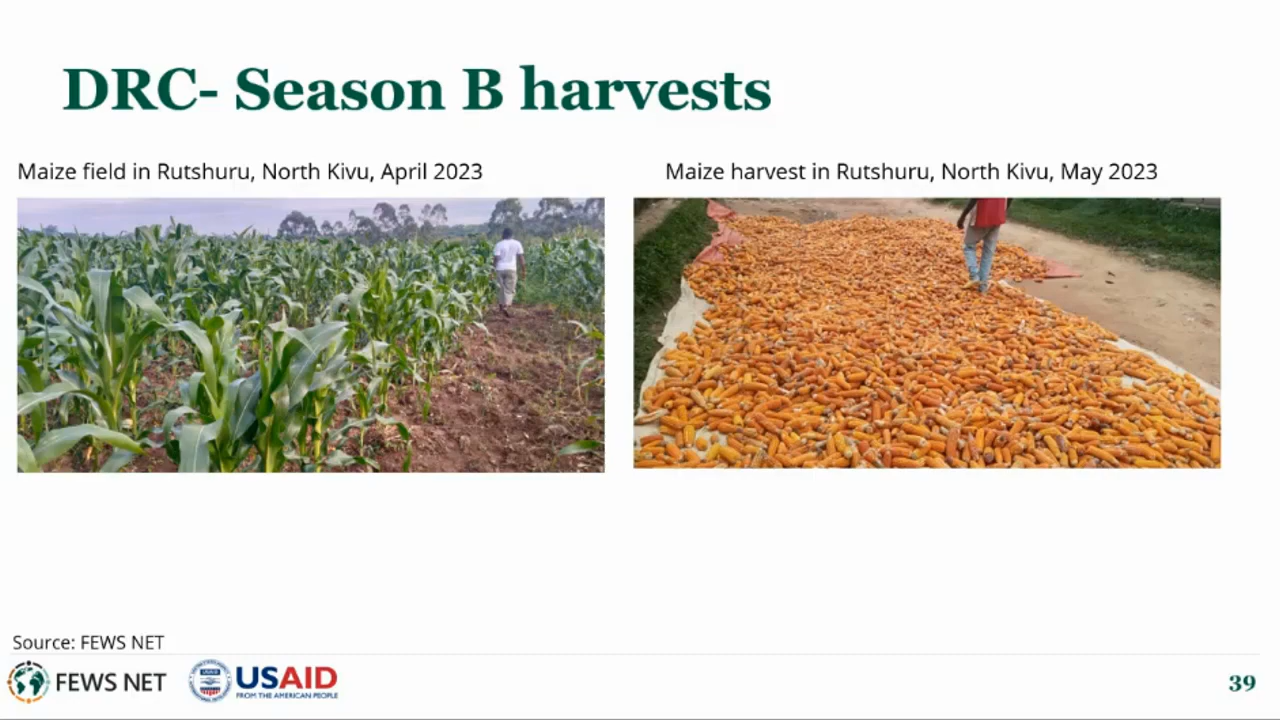 DRC- Season B harvests
Maize field in Rutshuru, North Kivu, April 2023
Maize harvest in Rutshuru, North Kivu, May 2023
Source: FEWS NET
FEWS NET
USAID
FROM THE AMERICAN PEOPLE
39